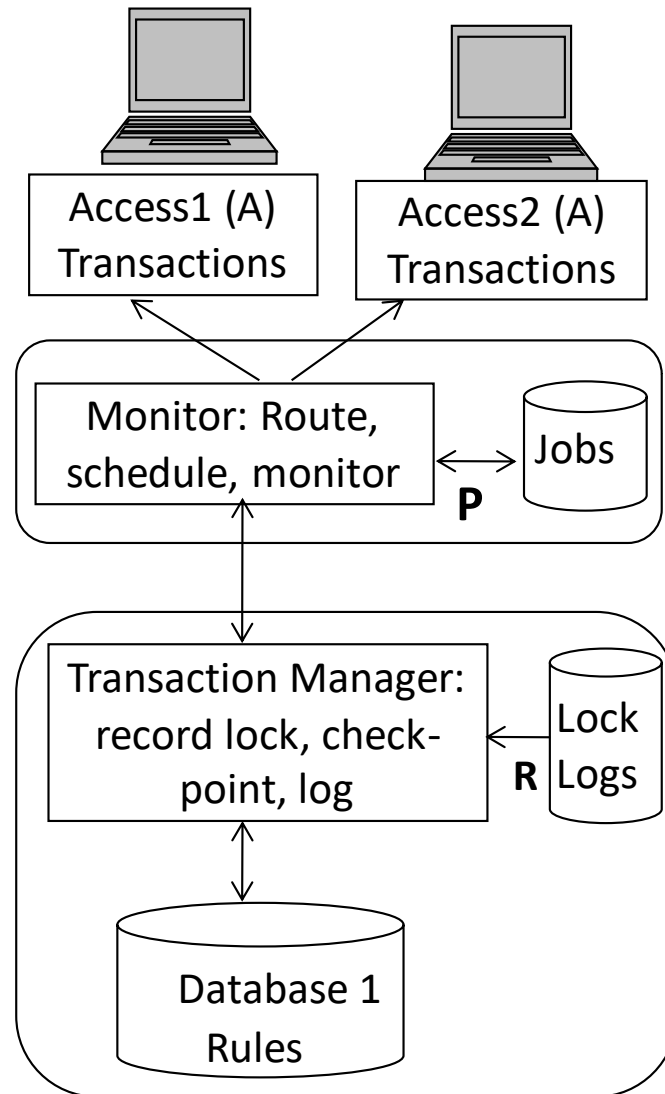 Access1 (A)
Transactions
Access2 (A)
Transactions
Monitor: Route,
schedule, monitor
Jobs
P
Transaction Manager:
record lock, check-
point, log
Lock
Logs
R
Database 1
Rules